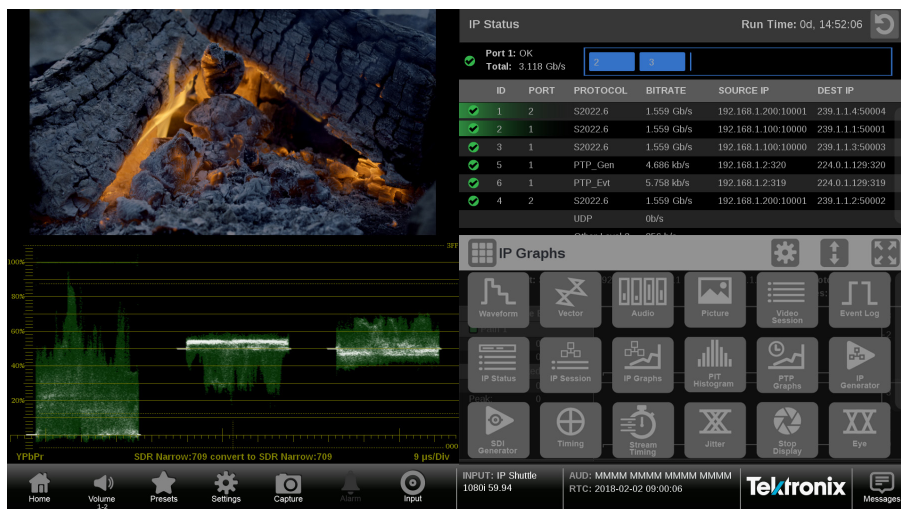 IP Status
Run Time: 0d, 14:52:06
Port 1: OK
Total: 3.118 Gb/s
2 3
ID PORT PROTOCOL BITRATE SOURCE IP DEST IP
1 2 S2022.6 1.559 Gb/s 192.168.1.200:10001 239.1.1.4:50004
2 1 S2022.6 1.559 Gb/s 192.168.1.100:10000 239.1.1.1:50001
3 1 S2022.6 1.559 Gb/s 192.168.1.100:10000 239.1.1.3:50003
5 1 PTP_Gen 4.686 kb/s 192.168.1.2:320 224.0.1.129:320
6 1 PTP_Evt 5.758 kb/s 192.168.1.2:319 224.0.1.129:319
4 2 S2022.6 1.559 Gb/s 192.168.1.200:10001 239.1.1.2:50002
UDP 0b/s
IP Graphs
Waveform Vector Audio Picture Video Session Event Log
IP Status IP Session IP Graphs PIT Histogram PTP Graphs IP Generator
Peak: 0
SDI Generator Timing Stream Timing Jitter Stop Display Eye
3FF
100%
80%
60%
40%
20%
000
YPbPr SDR Narrow:709 convert to SDR Narrow:709 9 µs/Div
Home Volume 1-2 Presets Settings Capture Alarm Input
INPUT: IP Shuttle
1080i 59.94
AUD: MMMM MMMM MMMM MMMM
RTC: 2018-02-02 09:00:06
Tektronix
Messages